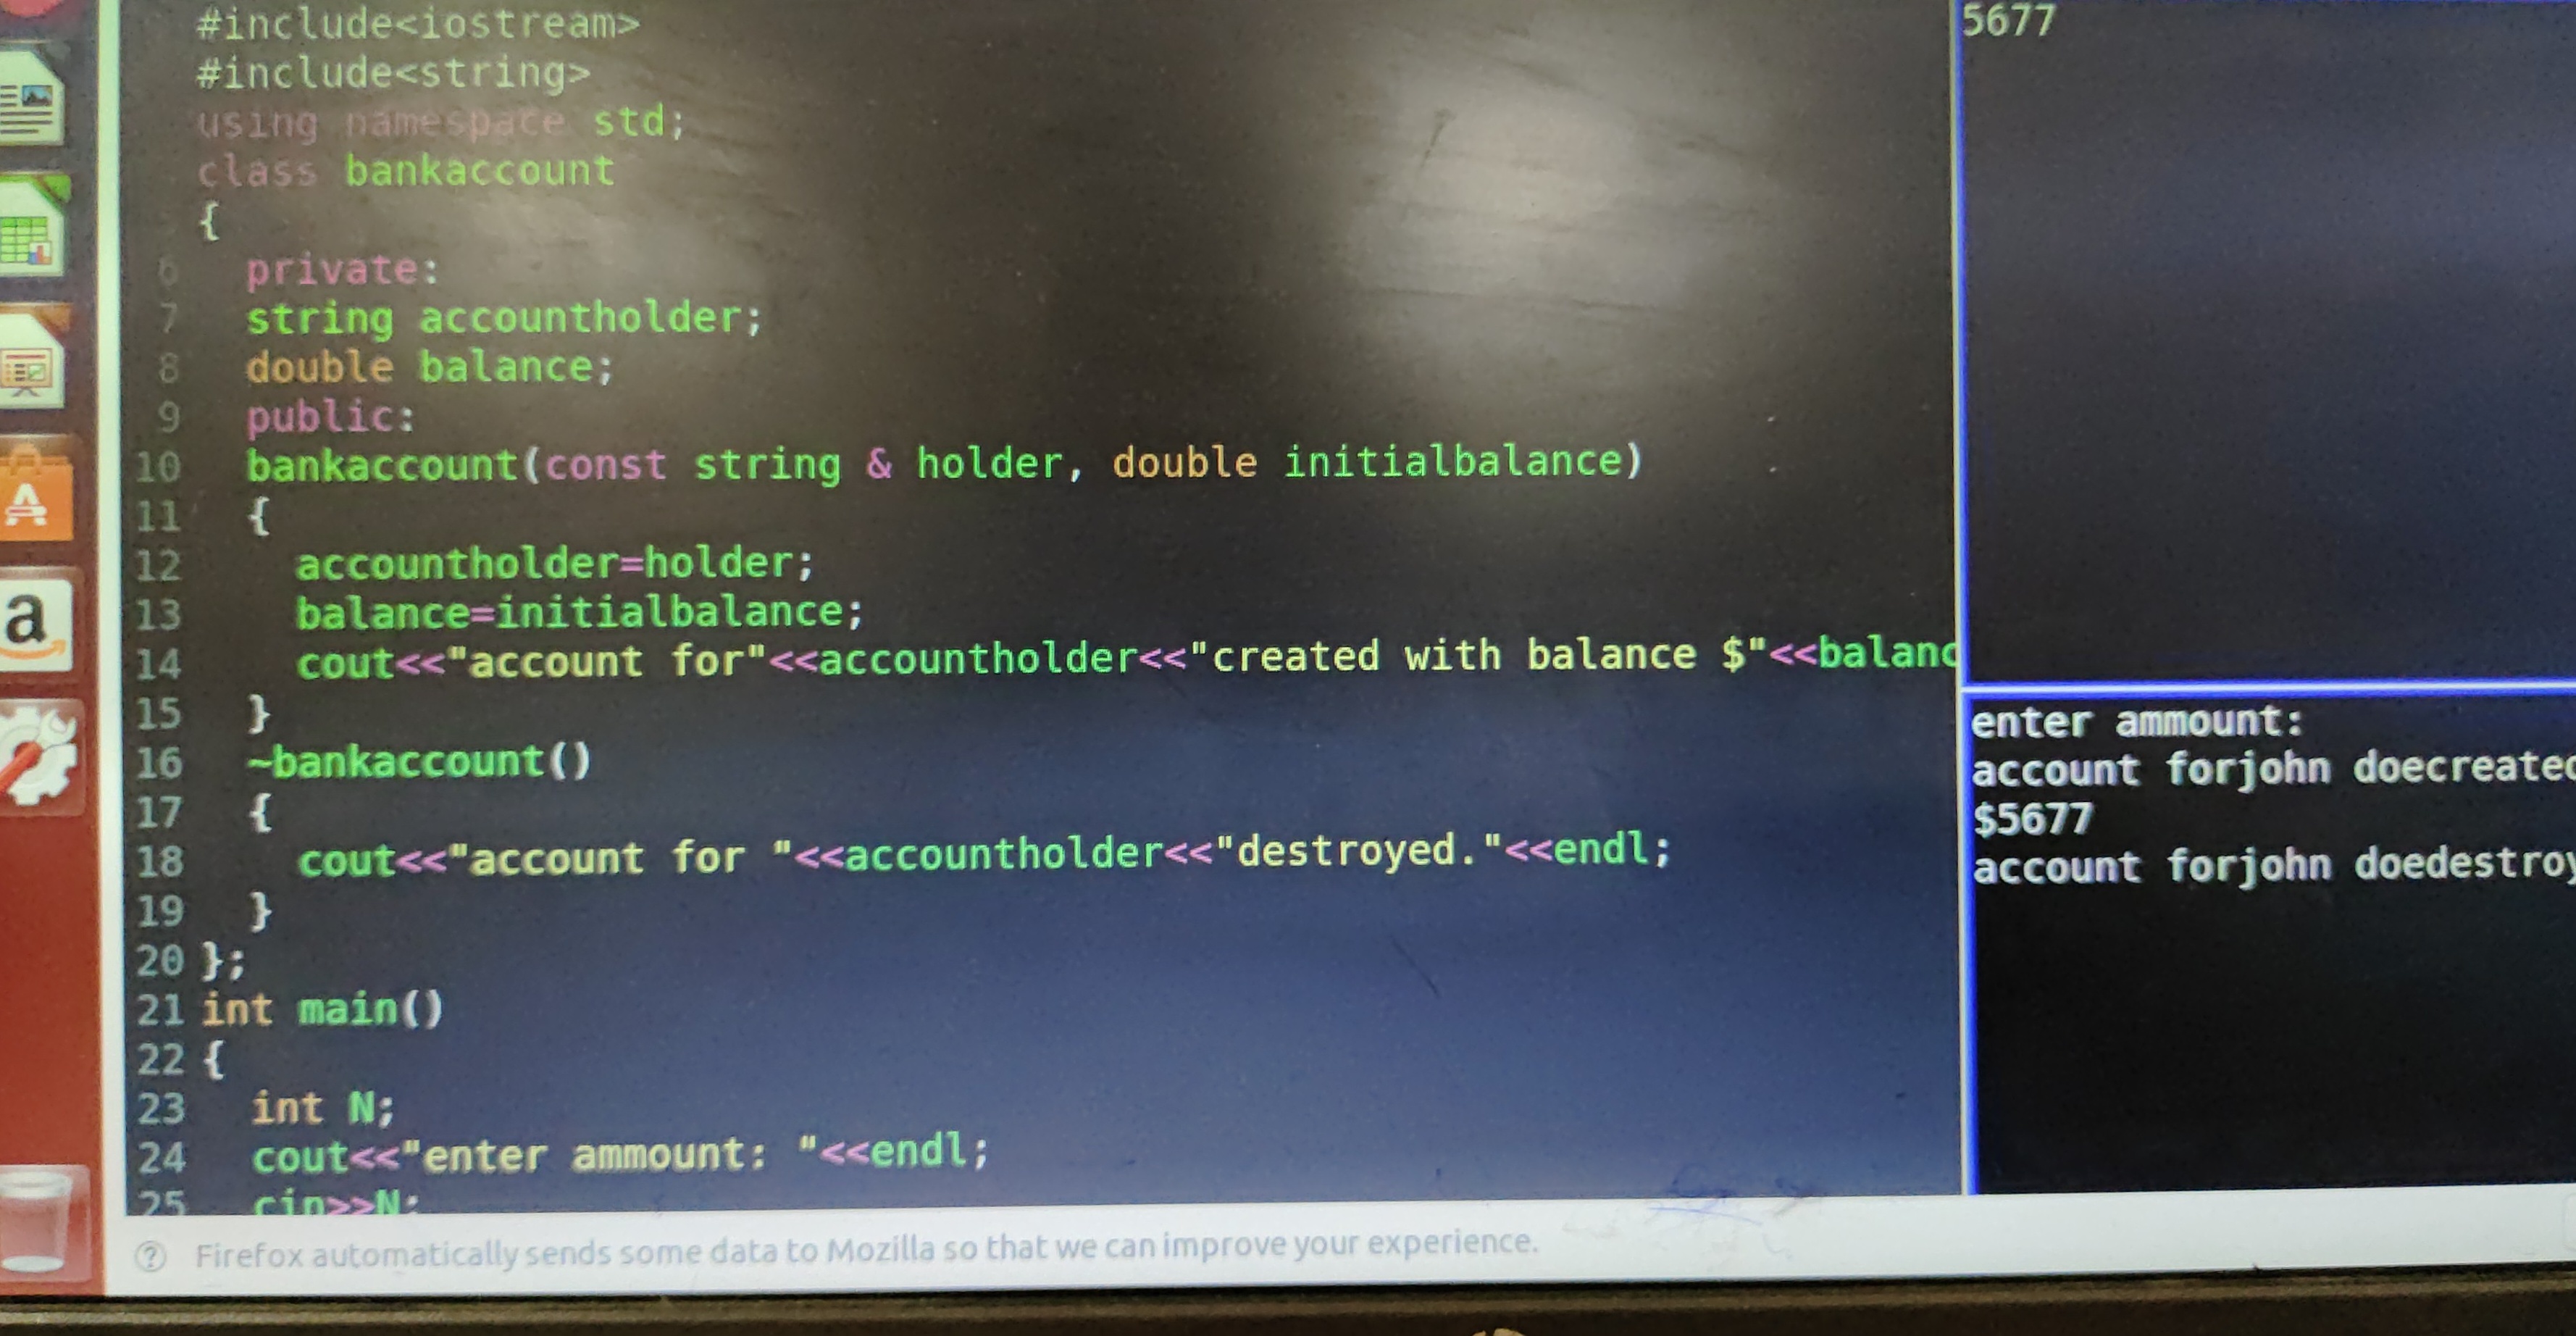 #include<iostream>
#include<string>
using namespace std;
class bankaccount
{
6 private:
7 string accountholder;
8 double balance;
9 public:
10 bankaccount(const string & holder, double initialbalance)
11 {
12 accountholder=holder;
13 balance=initialbalance;
14 cout<<"account for"<<accountholder<<"created with balance $"<<balanc
15 }
16 ~bankaccount()
17 {
18 cout<<"account for "<<accountholder<<"destroyed."<<endl;
19 }
20 };
21 int main()
22 {
23 int N;
24 cout<<"enter ammount: "<<endl;
25 cin>>N;
5677
enter ammount:
account forjohn doecreated
$5677
account forjohn doedestroy
a
A
? Firefox automatically sends some data to Mozilla so that we can improve your experience.